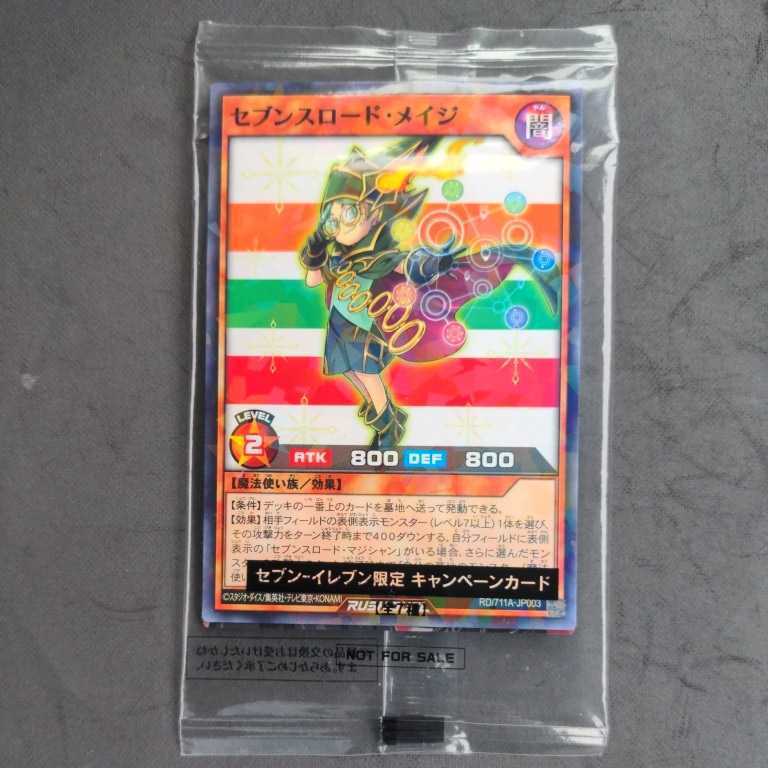 セブンスロード・メイジ
やみ
闇
LEVEL
2
ATK 800 DEF 800
【魔法使い族／効果】
【条件】デッキの一番上のカードを墓地へ送って発動できる。
【効果】相手フィールドの表側表示モンスター(レベル7以上)1体を選び、
その攻撃力をターン終了時まで400ダウンする。自分フィールドに表側
表示の「セブンスロード・マジシャン」がいる場合、さらに選んだモン
セブン-イレブン限定 キャンペーンカード
©スタジオ・ダイス/集英社・テレビ東京・KONAMI
【全7種】
RD/711A-JP003
NOT FOR SALE